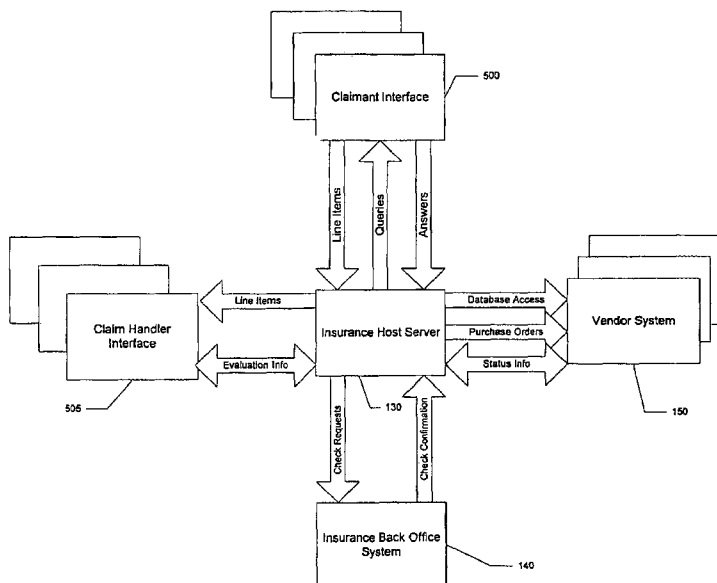 Claimant Interface
500
Line Items
Queries
Answers
Line Items
Database Access
Claim Handler
Interface
Insurance Host Server
Purchase Orders
Vendor System
Evaluation Info
Status Info
505
130
150
Check Requests
Check Confirmation
Insurance Back Office
System
140